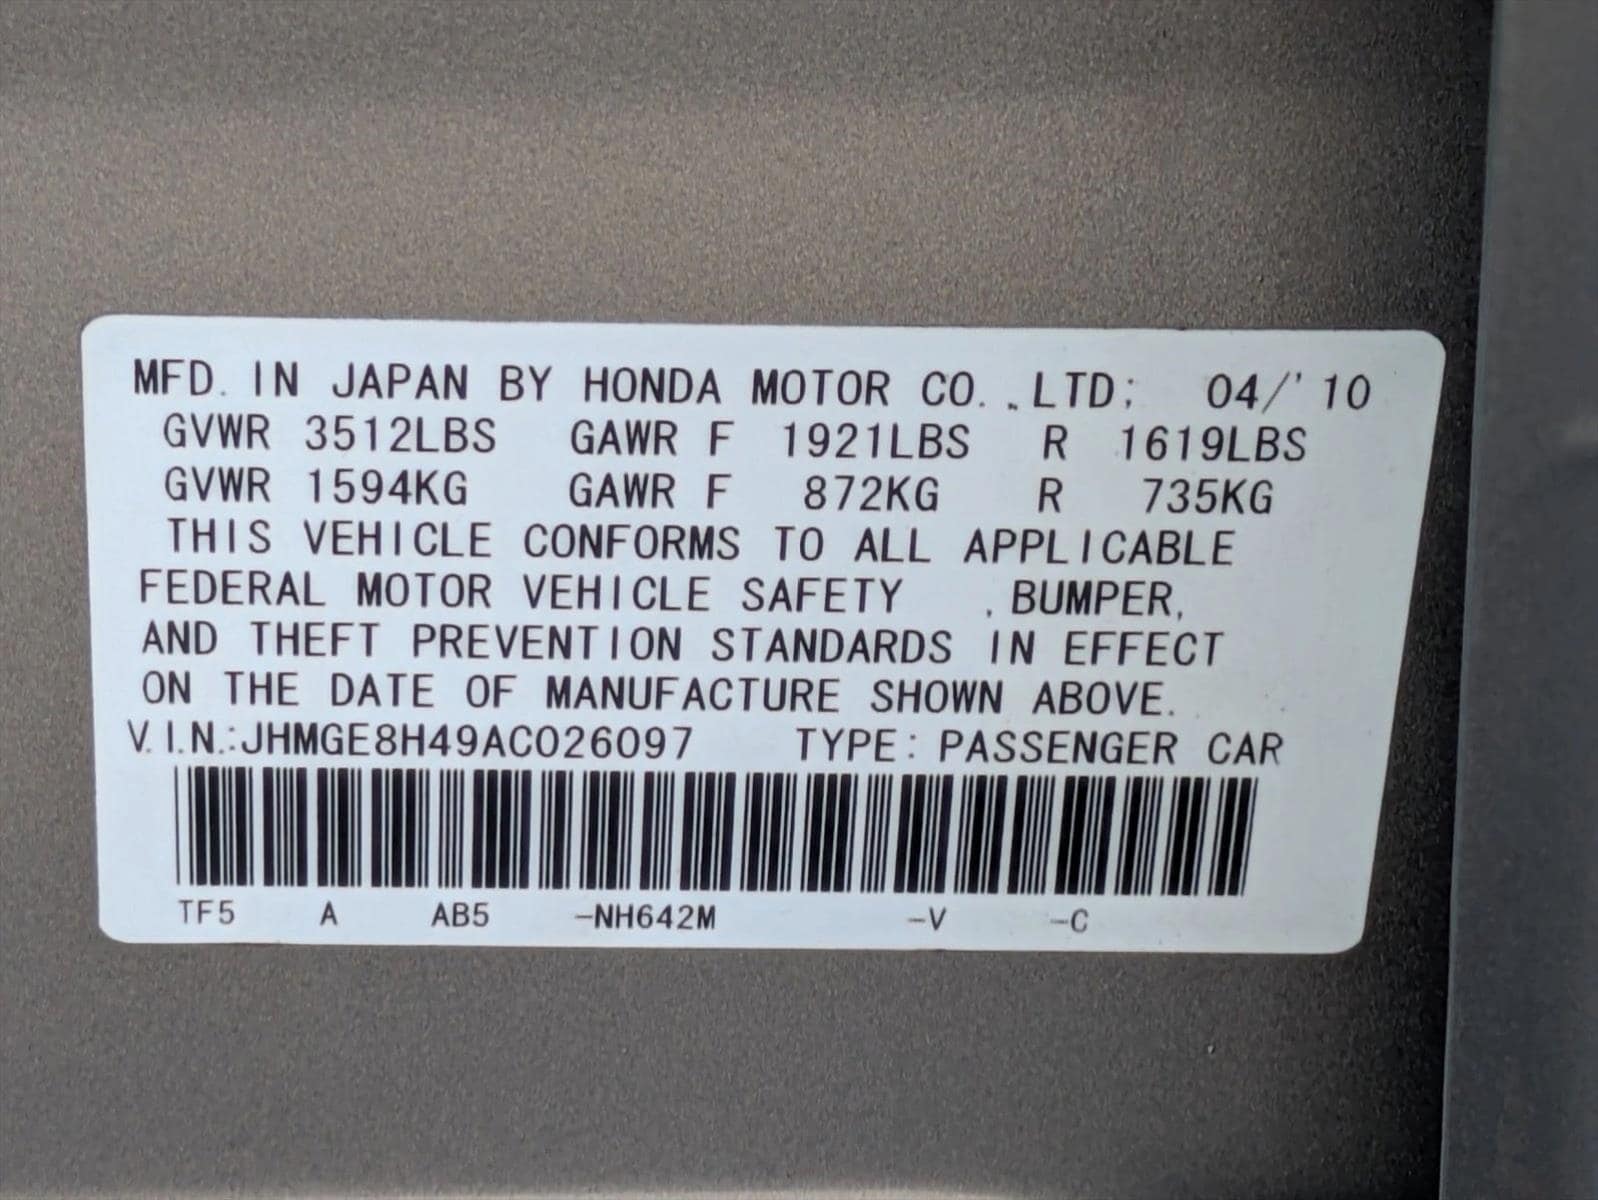 MFD. IN JAPAN BY HONDA MOTOR CO.,LTD; 04/'10
GVWR 3512LBS GAWR F 1921LBS R 1619LBS
GVWR 1594KG GAWR F 872KG R 735KG
THIS VEHICLE CONFORMS TO ALL APPLICABLE
FEDERAL MOTOR VEHICLE SAFETY , BUMPER,
AND THEFT PREVENTION STANDARDS IN EFFECT
ON THE DATE OF MANUFACTURE SHOWN ABOVE.
V.I.N.:JHMGE8H49AC026097 TYPE: PASSENGER CAR
TF5 A AB5 -NH642M -V -C